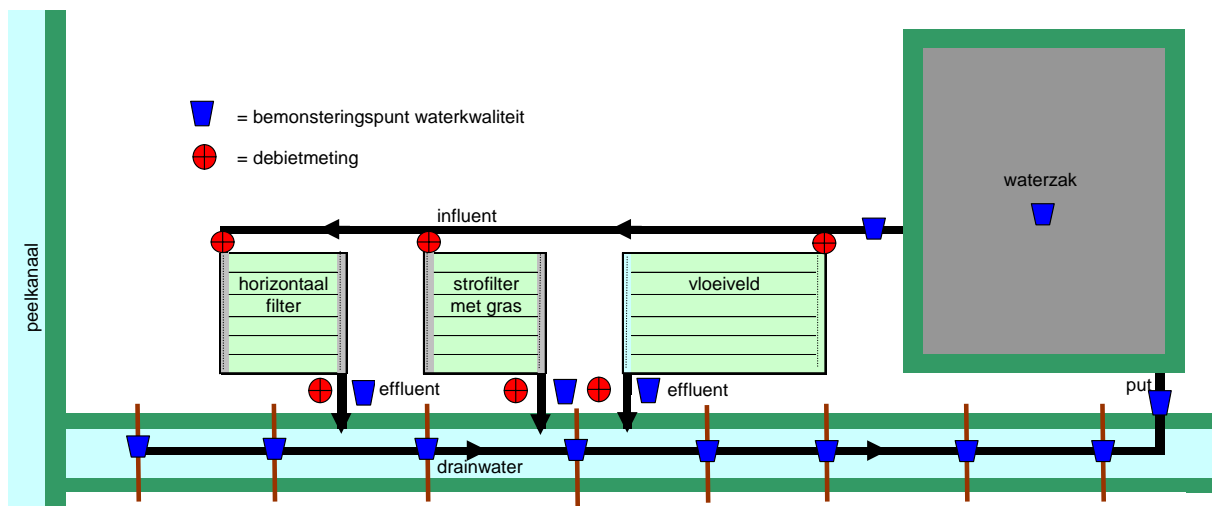 = bemonsteringspunt waterkwaliteit
= debietmeting
waterzak
influent
peelkanaal
horizontaal
filter
strofilter
met gras
vloeiveld
effluent
effluent
put
drainwater